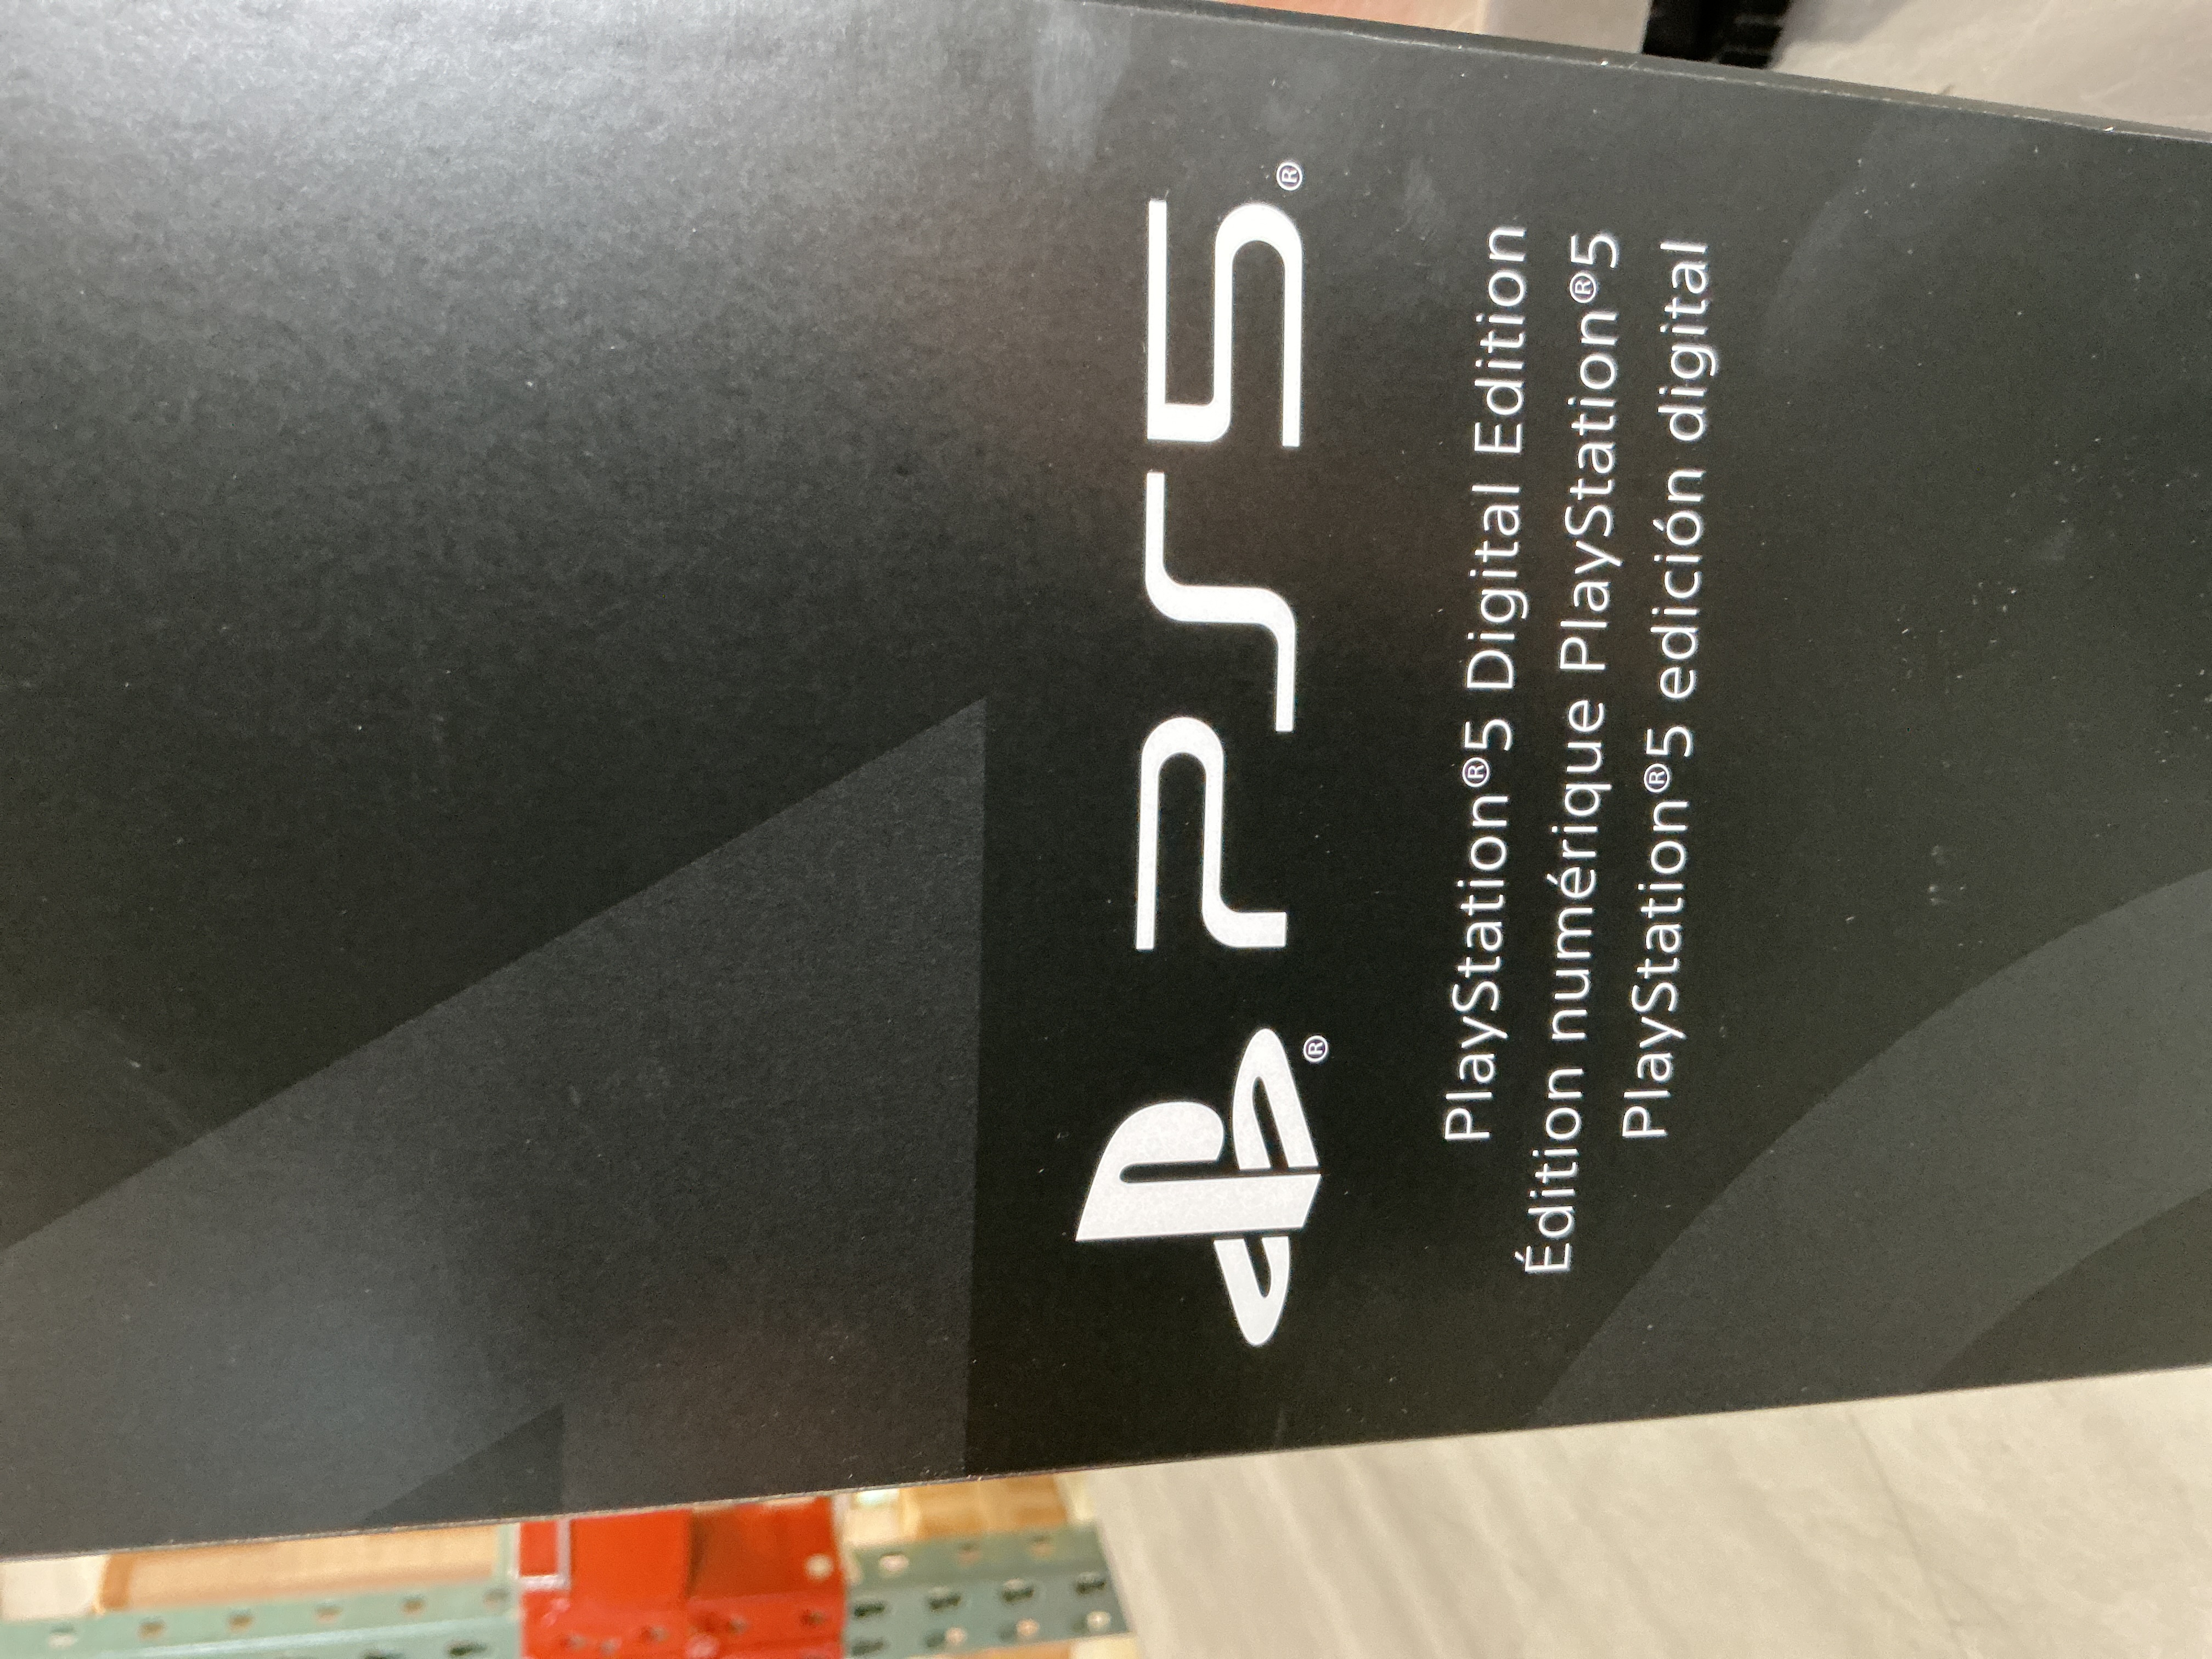 PS5®
PlayStation®5 Digital Edition
Édition numérique PlayStation®5
PlayStation®5 edición digital